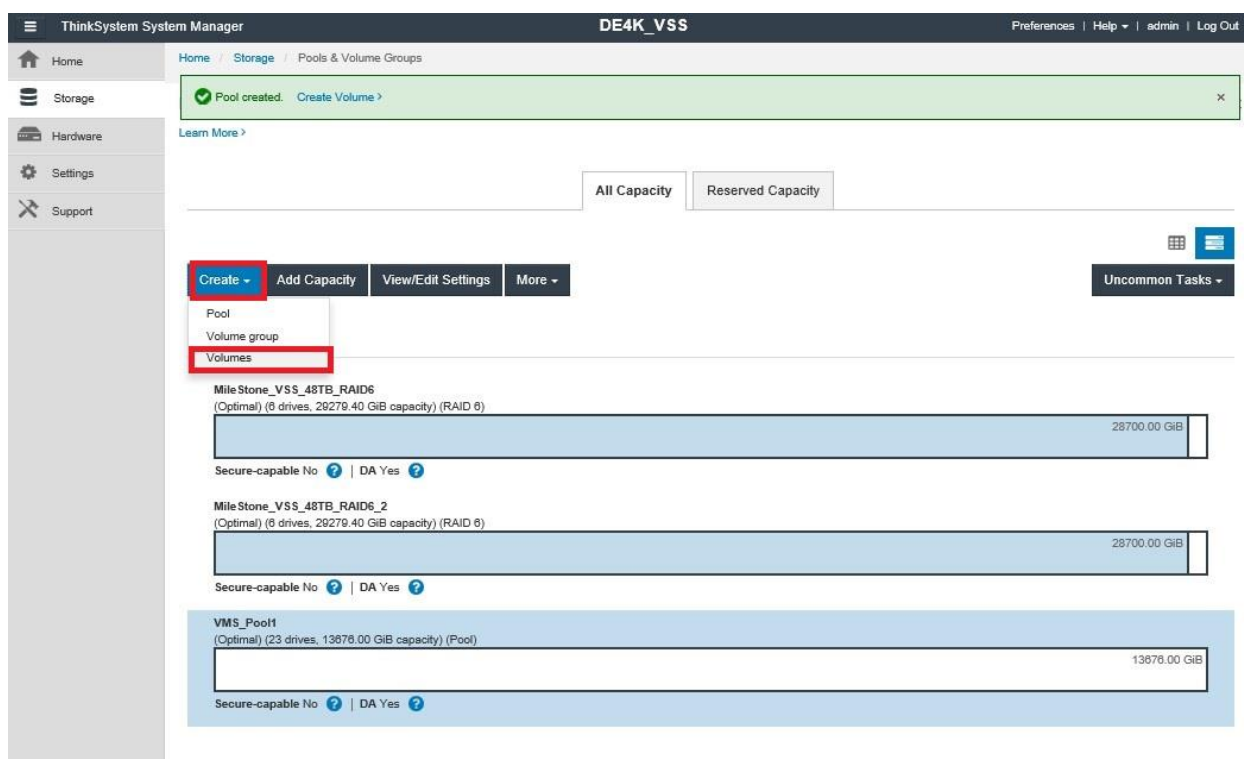 ThinkSystem System Manager
DE4K_VSS
Preferences | Help | admin | Log Out
Home
Storage
Hardware
Settings
Support
Home / Storage / Pools & Volume Groups
Pool created. Create Volume >
×
Learn More >
All Capacity
Reserved Capacity
Create
Add Capacity
View/Edit Settings
More
Uncommon Tasks
Pool
Volume group
Volumes
MileStone_VSS_48TB_RAID6
(Optimal) (6 drives, 29279.40 GiB capacity) (RAID 6)
28700.00 GiB
Secure-capable No ? | DA Yes ?
MileStone_VSS_48TB_RAID6_2
(Optimal) (6 drives, 29279.40 GiB capacity) (RAID 6)
28700.00 GiB
Secure-capable No ? | DA Yes ?
VMS_Pool1
(Optimal) (23 drives, 13676.00 GiB capacity) (Pool)
13676.00 GiB
Secure-capable No ? | DA Yes ?